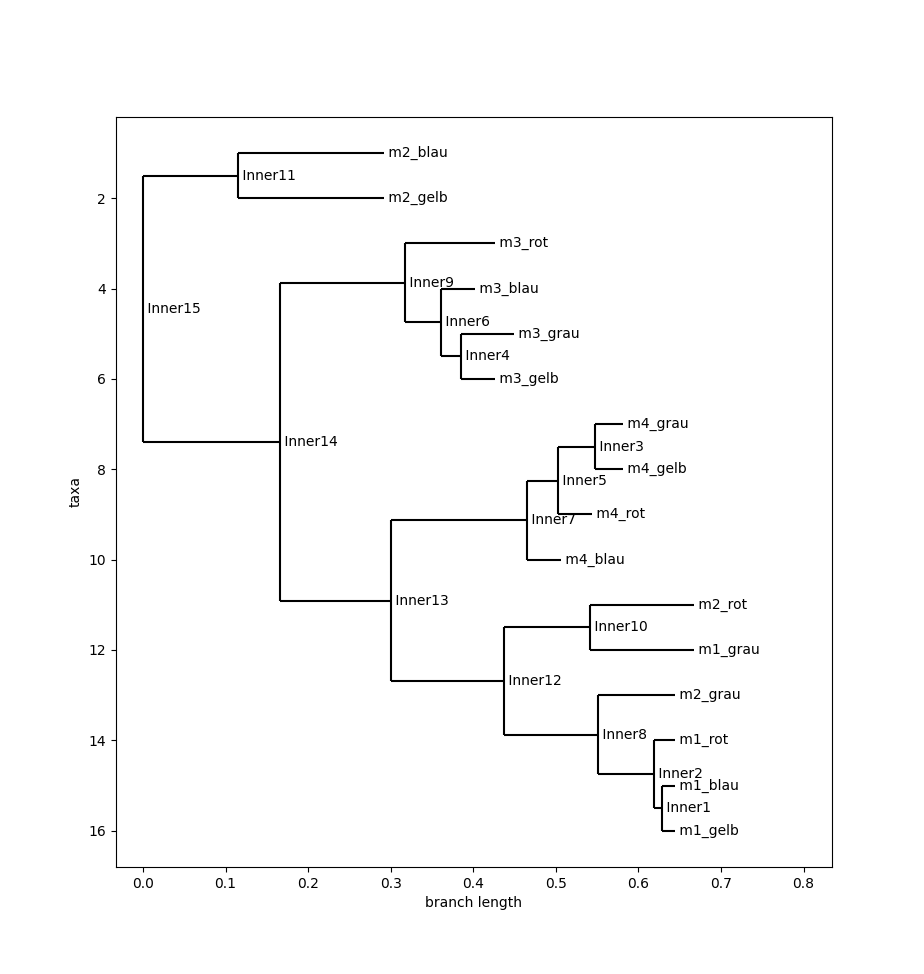 m2_blau
Inner11
m2_gelb
2
m3_rot
Inner9
m3_blau
4
Inner15
Inner6
m3_grau
Inner4
m3_gelb
6
m4_grau
Inner14
Inner3
m4_gelb
8
Inner5
taxa
m4_rot
Inner7
m4_blau
10
Inner13
m2_rot
Inner10
m1_grau
12
Inner12
m2_grau
Inner8
m1_rot
14
Inner2
m1_blau
Inner1
m1_gelb
16
0.0 0.1 0.2 0.3 0.4 0.5 0.6 0.7 0.8
branch length